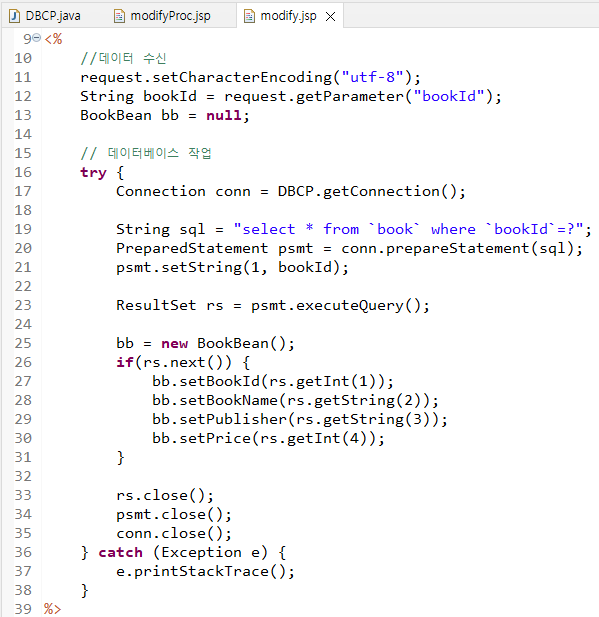 DBCP.java modifyProc.jsp modify.jsp
9 <%
10     //데이터 수신
11     request.setCharacterEncoding("utf-8");
12     String bookId = request.getParameter("bookId");
13     BookBean bb = null;
14
15     // 데이터베이스 작업
16     try {
17         Connection conn = DBCP.getConnection();
18
19         String sql = "select * from `book` where `bookId`=?";
20         PreparedStatement psmt = conn.prepareStatement(sql);
21         psmt.setString(1, bookId);
22
23         ResultSet rs = psmt.executeQuery();
24
25         bb = new BookBean();
26         if(rs.next()) {
27             bb.setBookId(rs.getInt(1));
28             bb.setBookName(rs.getString(2));
29             bb.setPublisher(rs.getString(3));
30             bb.setPrice(rs.getInt(4));
31         }
32
33         rs.close();
34         psmt.close();
35         conn.close();
36     } catch (Exception e) {
37         e.printStackTrace();
38     }
39 %>